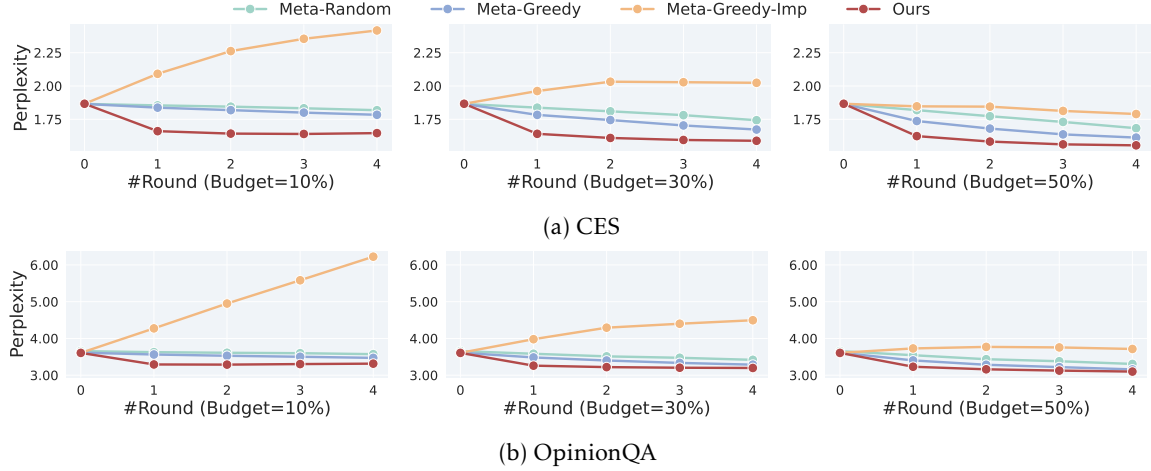 Meta-Random Meta-Greedy Meta-Greedy-Imp Ours
Perplexity
2.25 2.00 1.75
0 1 2 3 4
#Round (Budget=10%)
2.25 2.00 1.75
0 1 2 3 4
#Round (Budget=30%)
2.25 2.00 1.75
0 1 2 3 4
#Round (Budget=50%)
(a) CES
Perplexity
6.00 5.00 4.00 3.00
0 1 2 3 4
#Round (Budget=10%)
6.00 5.00 4.00 3.00
0 1 2 3 4
#Round (Budget=30%)
6.00 5.00 4.00 3.00
0 1 2 3 4
#Round (Budget=50%)
(b) OpinionQA